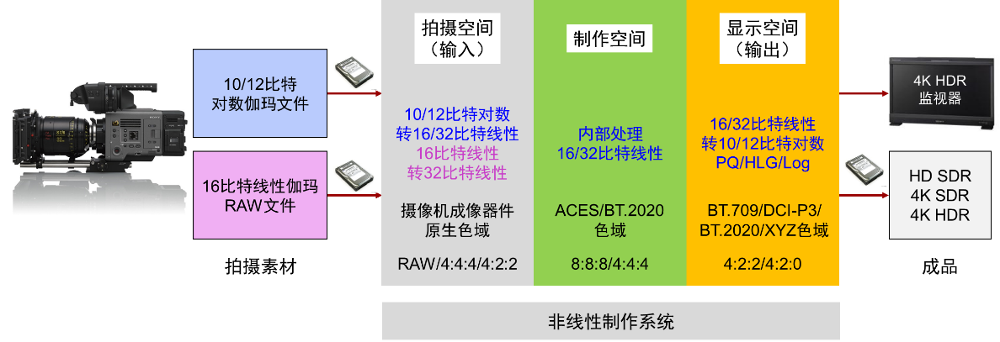 10/12比特
对数伽玛文件
16比特线性伽玛
RAW文件
拍摄素材
拍摄空间
（输入）
10/12比特对数
转16/32比特线性
16比特线性
转32比特线性
摄像机成像器件
原生色域
RAW/4:4:4/4:2:2
制作空间
内部处理
16/32比特线性
ACES/BT.2020
色域
8:8:8/4:4:4
显示空间
（输出）
16/32比特线性
转10/12比特对数
PQ/HLG/Log
BT.709/DCI-P3/
BT.2020/XYZ色域
4:2:2/4:2:0
4K HDR
监视器
HD SDR
4K SDR
4K HDR
成品
非线性制作系统